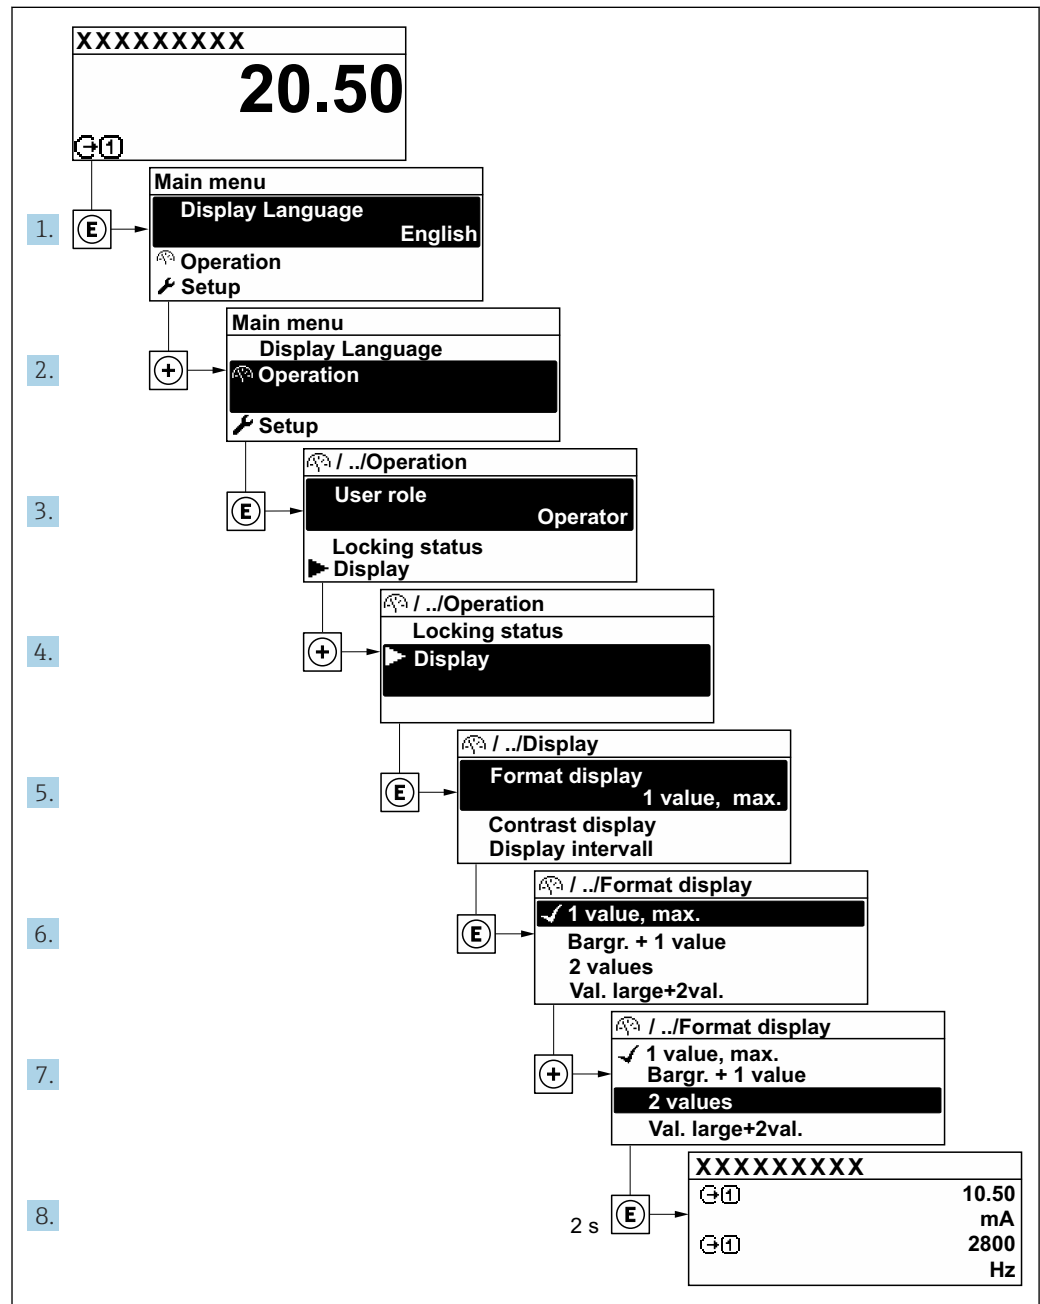 XXXXXXXXX
20.50
1
Main menu
Display Language
English
1.
E
Operation
Setup
Main menu
Display Language
2.
+
Operation
Setup
/ ../Operation
User role
3.
E
Operator
Locking status
Display
/ ../Operation
Locking status
4.
+
Display
/ ../Display
Format display
5.
E
1 value, max.
Contrast display
Display intervall
/ ../Format display
1 value, max.
6.
E
Bargr. + 1 value
2 values
Val. large+2val.
/ ../Format display
1 value, max.
7.
+
Bargr. + 1 value
2 values
Val. large+2val.
XXXXXXXXX
1 10.50
8.
2 s
E
mA
1 2800
Hz